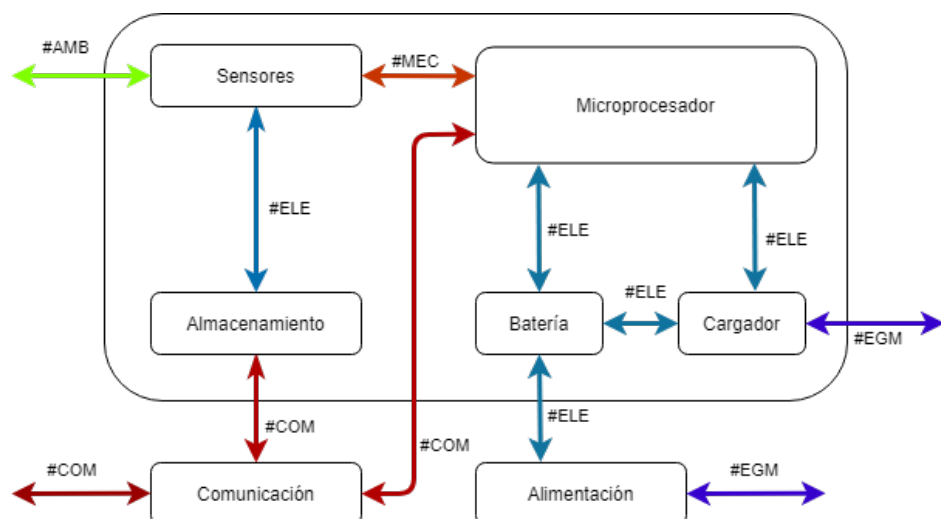 #AMB
Sensores
#MEC
Microprocesador
#ELE
#ELE
#ELE
#ELE
Almacenamiento
Batería
Cargador
#EGM
#ELE
#COM
#COM
#COM
Comunicación
Alimentación
#EGM